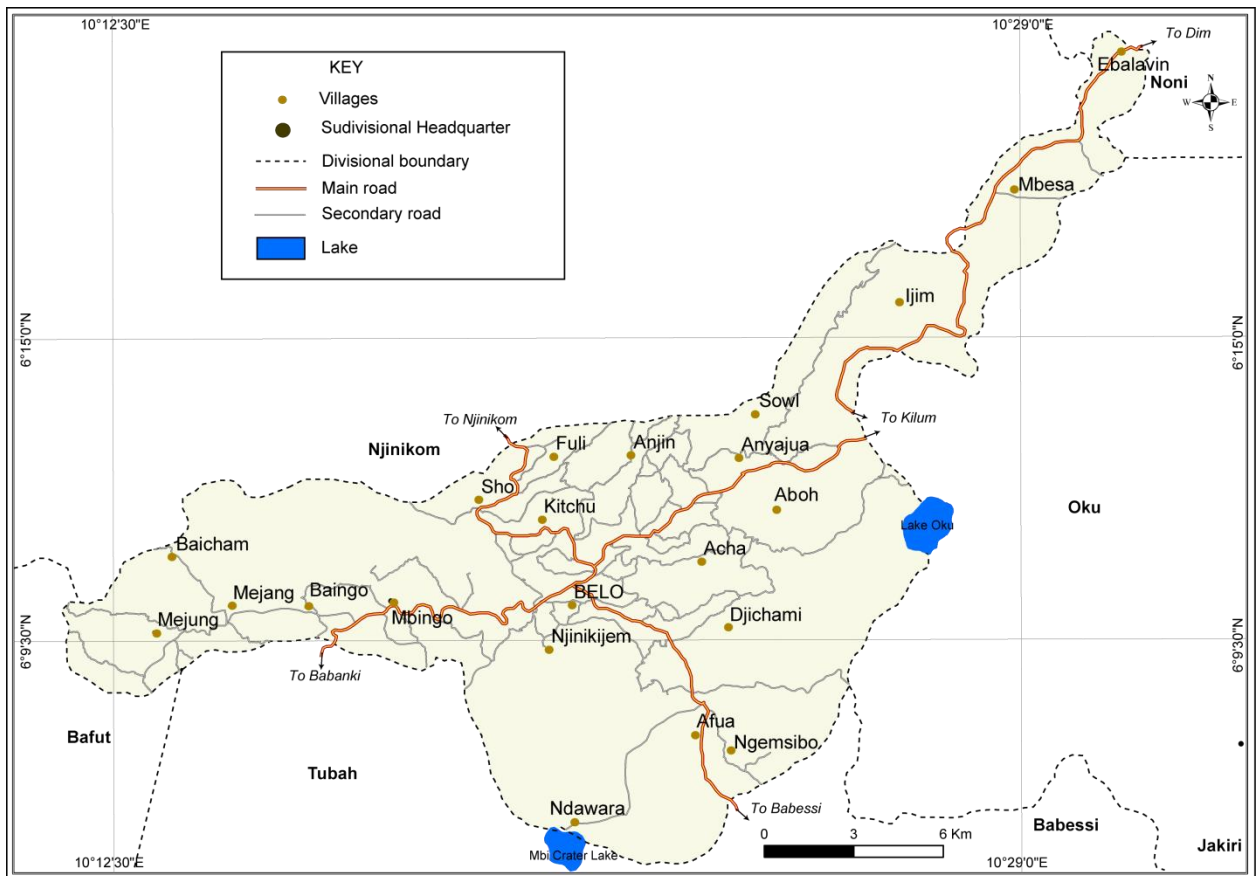 10°12'30"E
10°29'0"E
To Dim
Ebalavin
Noni
N
W E
S
KEY
Villages
Sudivisional Headquarter
Divisional boundary
Main road
Secondary road
Lake
Mbesa
Ijim
6°15'0"N
6°15'0"N
Sowl
To Njinikom
To Kilum
Njinikom
Fuli
Anjin
Anyajua
Sho
Kitchu
Aboh
Oku
Lake Oku
Baicham
Acha
Mejang
Baingo
Mbingo
BELO
Djichami
Mejung
Njinikijem
6°9'30"N
6°9'30"N
To Babanki
Bafut
Afua
Ngemsibo
Tubah
Ndawara
To Babessi
0 3 6 Km
Babessi
Jakiri
Mbi Crater Lake
10°12'30"E
10°29'0"E